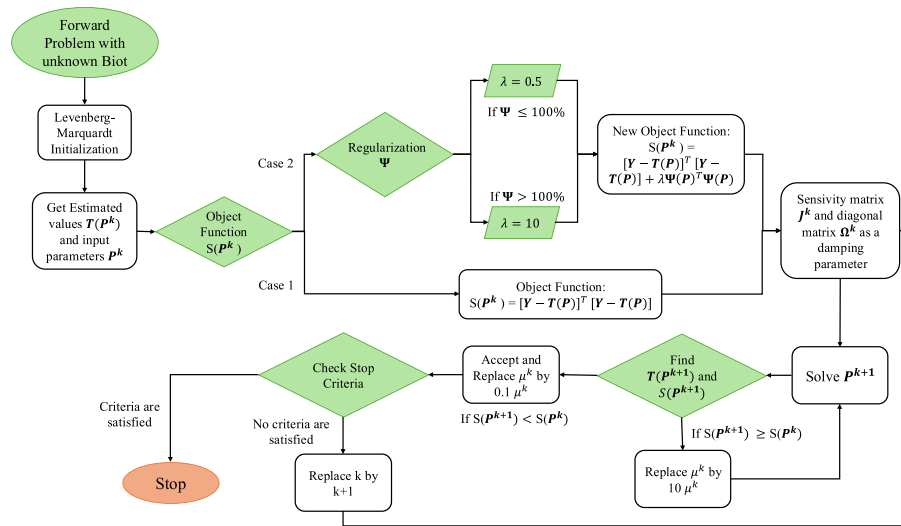 Forward
Problem with
unknown Biot
Levenberg-
Marquardt
Initialization
Get Estimated
values T(P^k)
and input
parameters P^k
Object
Function
S(P^k)
Case 2
Case 1
Regularization
Ψ
λ = 0.5
If Ψ ≤ 100%
If Ψ > 100%
λ = 10
New Object Function:
S(P^k) =
[Y − T(P)]^T [Y −
T(P)] + λΨ(P)^TΨ(P)
Object Function:
S(P^k) = [Y − T(P)]^T [Y − T(P)]
Sensivity matrix
J^k and diagonal
matrix Ω^k as a
damping
parameter
Solve P^{k+1}
Find
T(P^{k+1}) and
S(P^{k+1})
If S(P^{k+1}) ≥ S(P^k)
Replace μ^k by
10 μ^k
Accept and
Replace μ^k by
0.1 μ^k
If S(P^{k+1}) < S(P^k)
Check Stop
Criteria
Criteria are
satisfied
No criteria are
satisfied
Stop
Replace k by
k+1